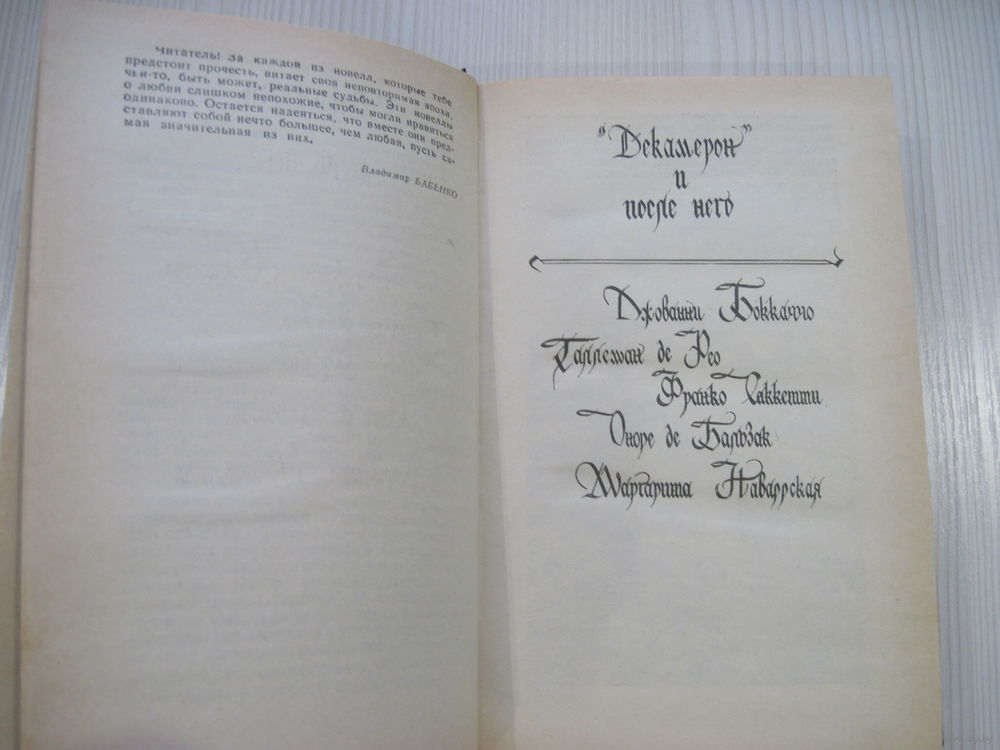 Читатель! За каждой из новелл, которые тебе
предстоит прочесть, витает своя неповторимая эпоха,
чьи-то, быть может, реальные судьбы. Эти новеллы
о любви слишком непохожие, чтобы могли нравиться
одинаково. Остается надеяться, что вместе они пред-
ставляют собой нечто большее, чем любая, пусть са-
мая значительная из них.
Владимир БАБЕНКО
"Декамерон"
и
после него
Джованни Боккаччо
Таллеман де Рео
Франко Саккетти
Оноре де Бальзак
Маргарита Наваррская